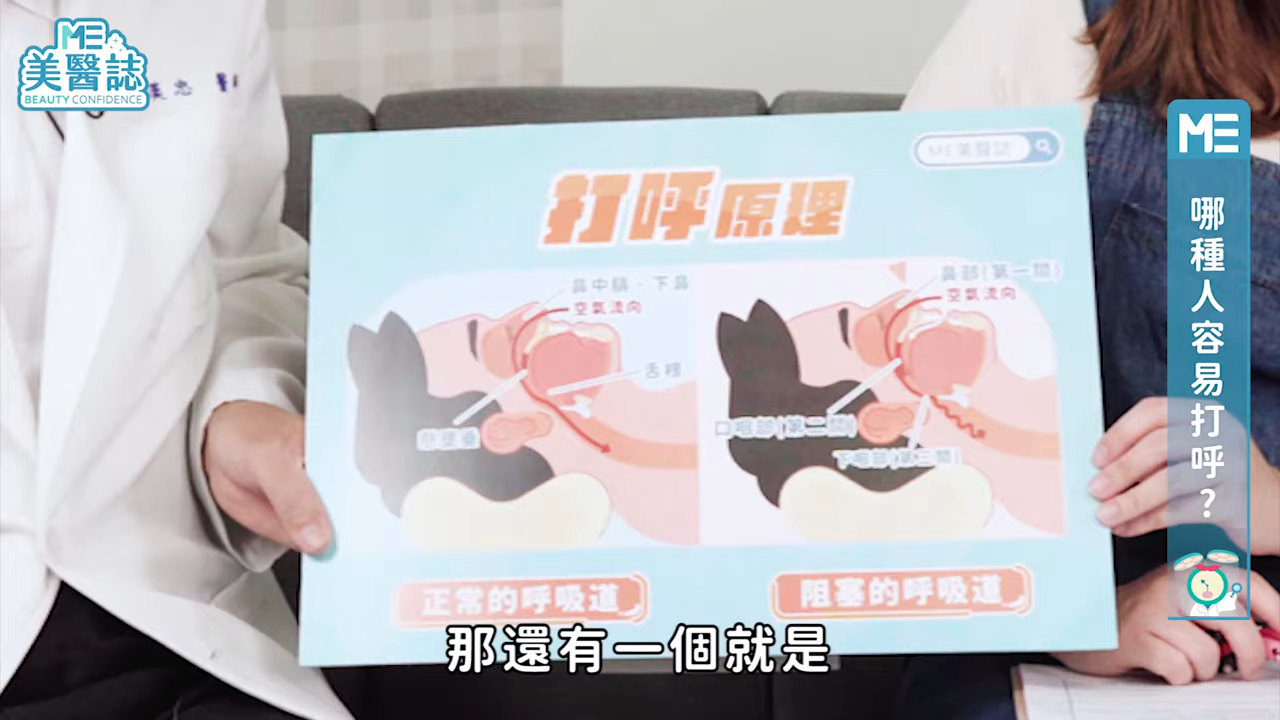 ME
美醫誌
BEAUTY CONFIDENCE
ME美醫誌
打呼原理
鼻中膈、下鼻
空氣流向
舌根
鼻部(第一關)
空氣流向
口咽部(第二關)
下咽部(第三關)
正常的呼吸道
阻塞的呼吸道
ME
哪種人容易打呼?
那還有一個就是